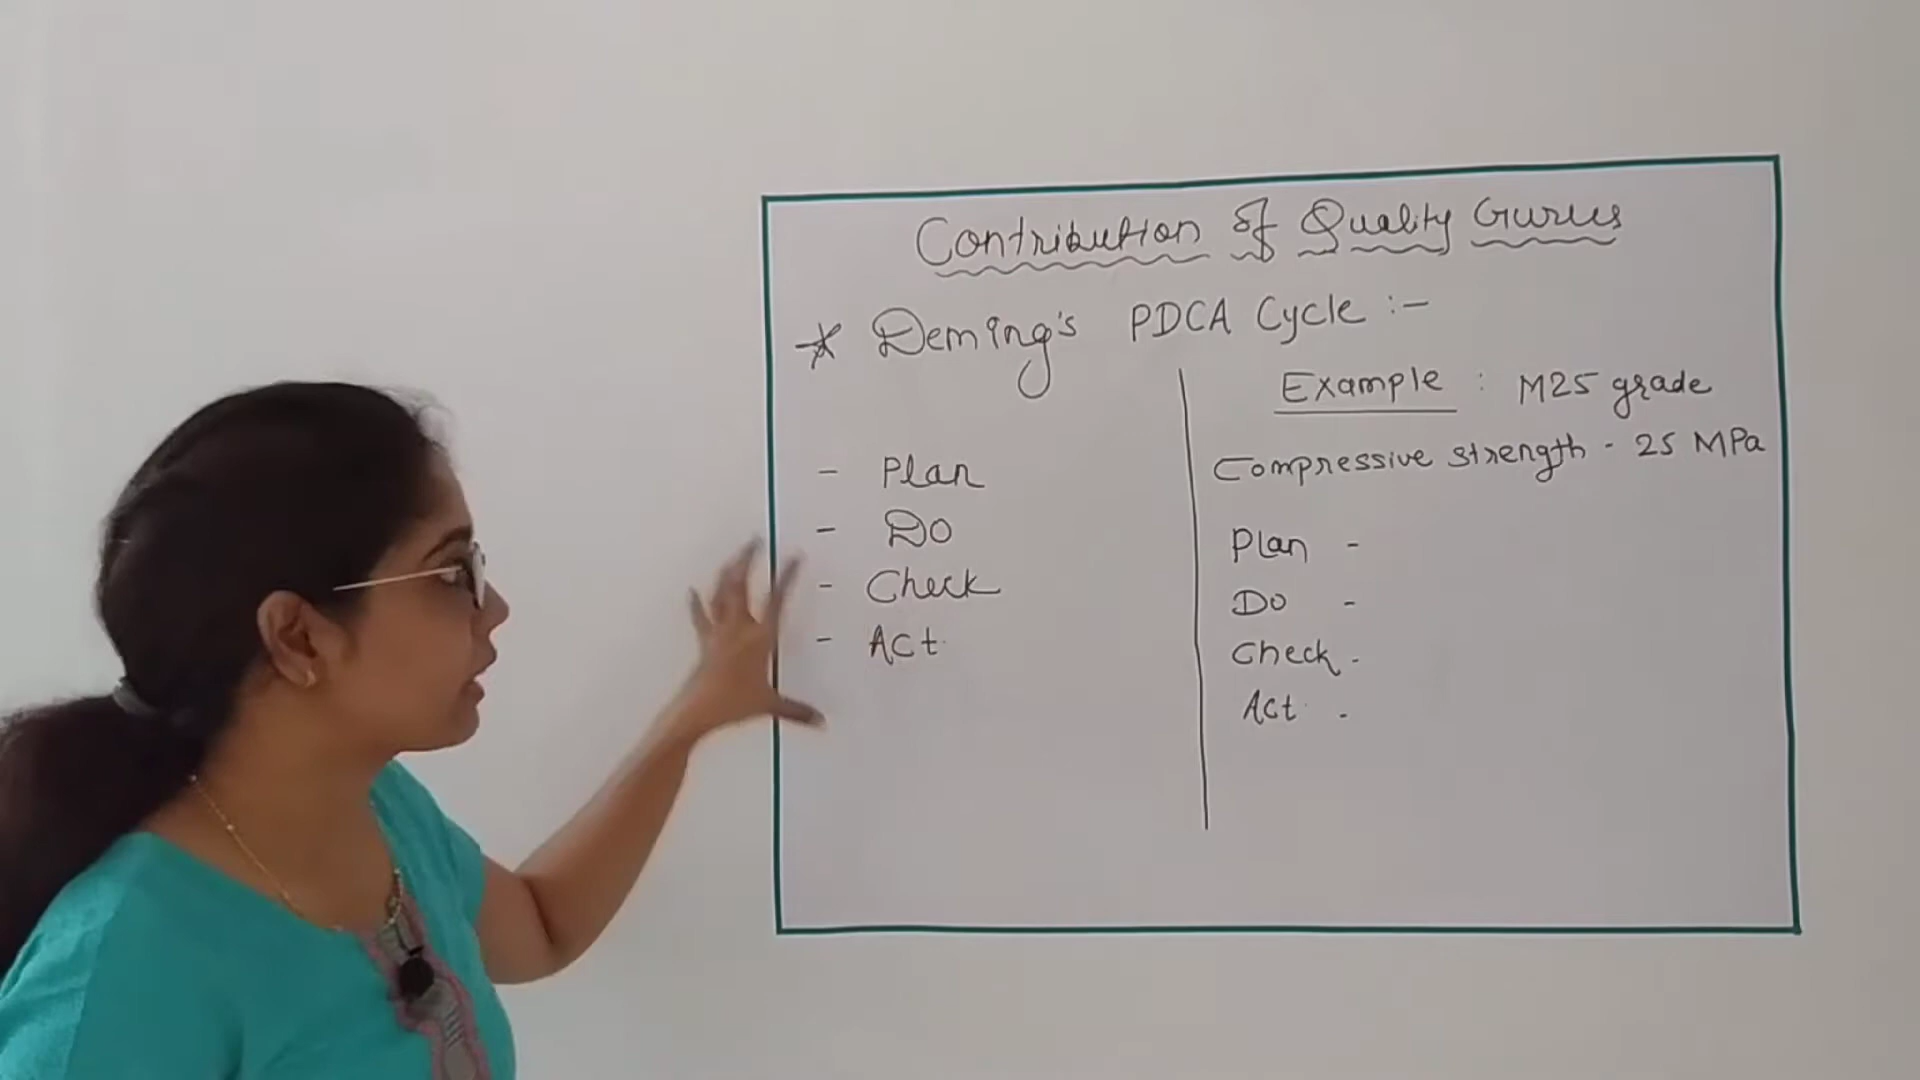 Contribution of Quality Gurus
* Deming's PDCA Cycle :-
- Plan
- Do
- Check
- Act.
Example : M25 grade
Compressive strength - 25 MPa
Plan -
Do -
Check -
Act -